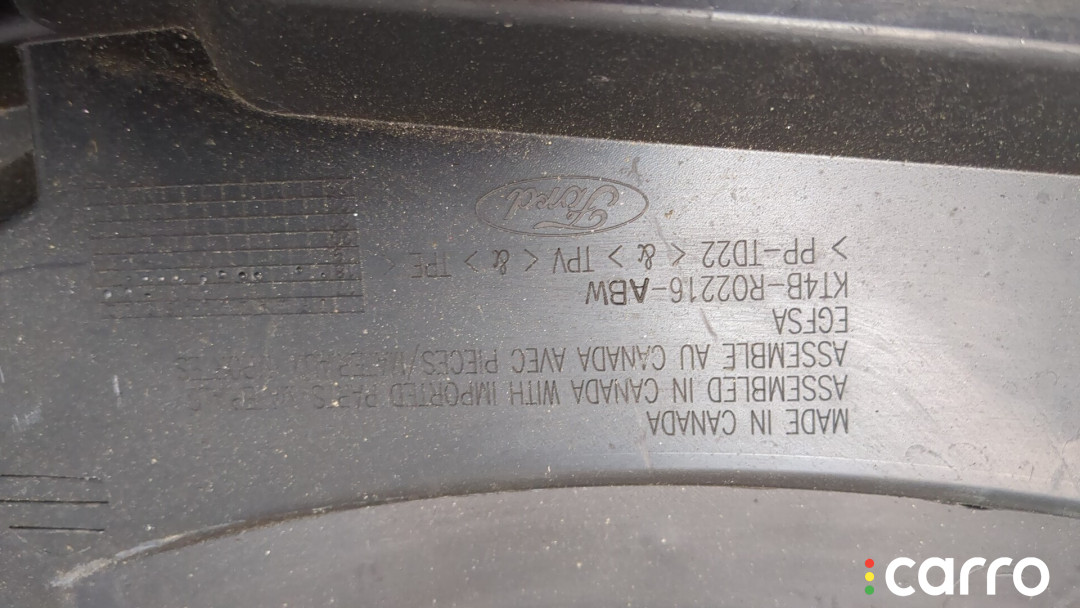 MADE IN CANADA
ASSEMBLED IN CANADA WITH IMPORTED PARTS
ASSEMBLE AU CANADA AVEC
EGFSA
KT4B-R02216-ABW
> PP-TD22 < & > TPV < & > TPE
Ford
carro